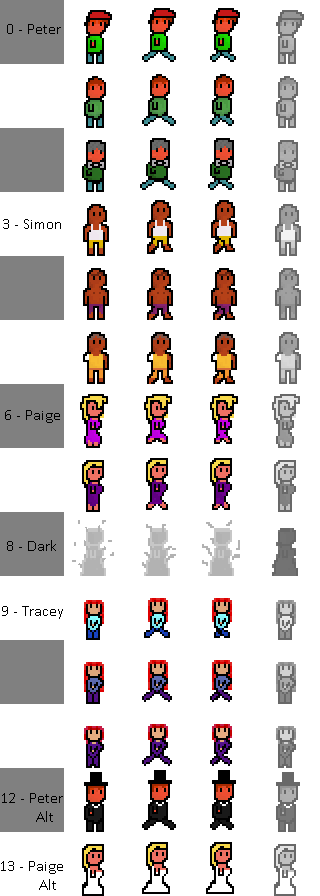 0 - Peter
3 - Simon
6 - Paige
8 - Dark
9 - Tracey
12 - Peter
Alt
13 - Paige
Alt